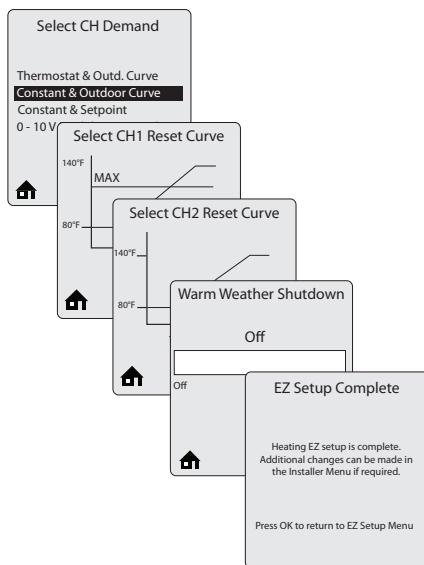 Select CH Demand
Thermostat & Outd. Curve
Constant & Outdoor Curve
Constant & Setpoint
0 - 10 V
Select CH1 Reset Curve
140°F
MAX
80°F
Select CH2 Reset Curve
140°F
80°F
Warm Weather Shutdown
Off
Off
EZ Setup Complete
Heating EZ setup is complete.
Additional changes can be made in
the Installer Menu if required.
Press OK to return to EZ Setup Menu